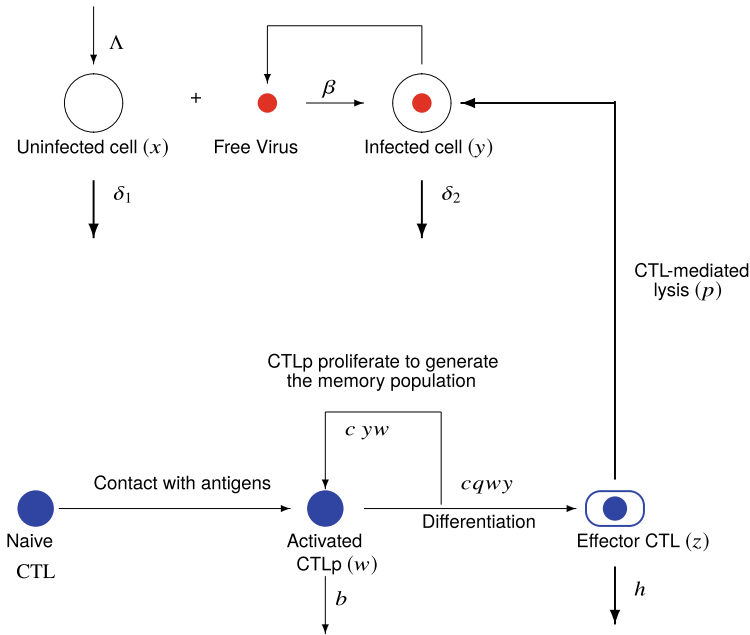 Λ
+
β
Uninfected cell (x)
Free Virus
Infected cell (y)
δ1
δ2
CTL-mediated
lysis (p)
CTLp proliferate to generate
the memory population
c yw
Contact with antigens
cqwy
Differentiation
Naive
CTL
Activated
CTLp (w)
Effector CTL (z)
b
h